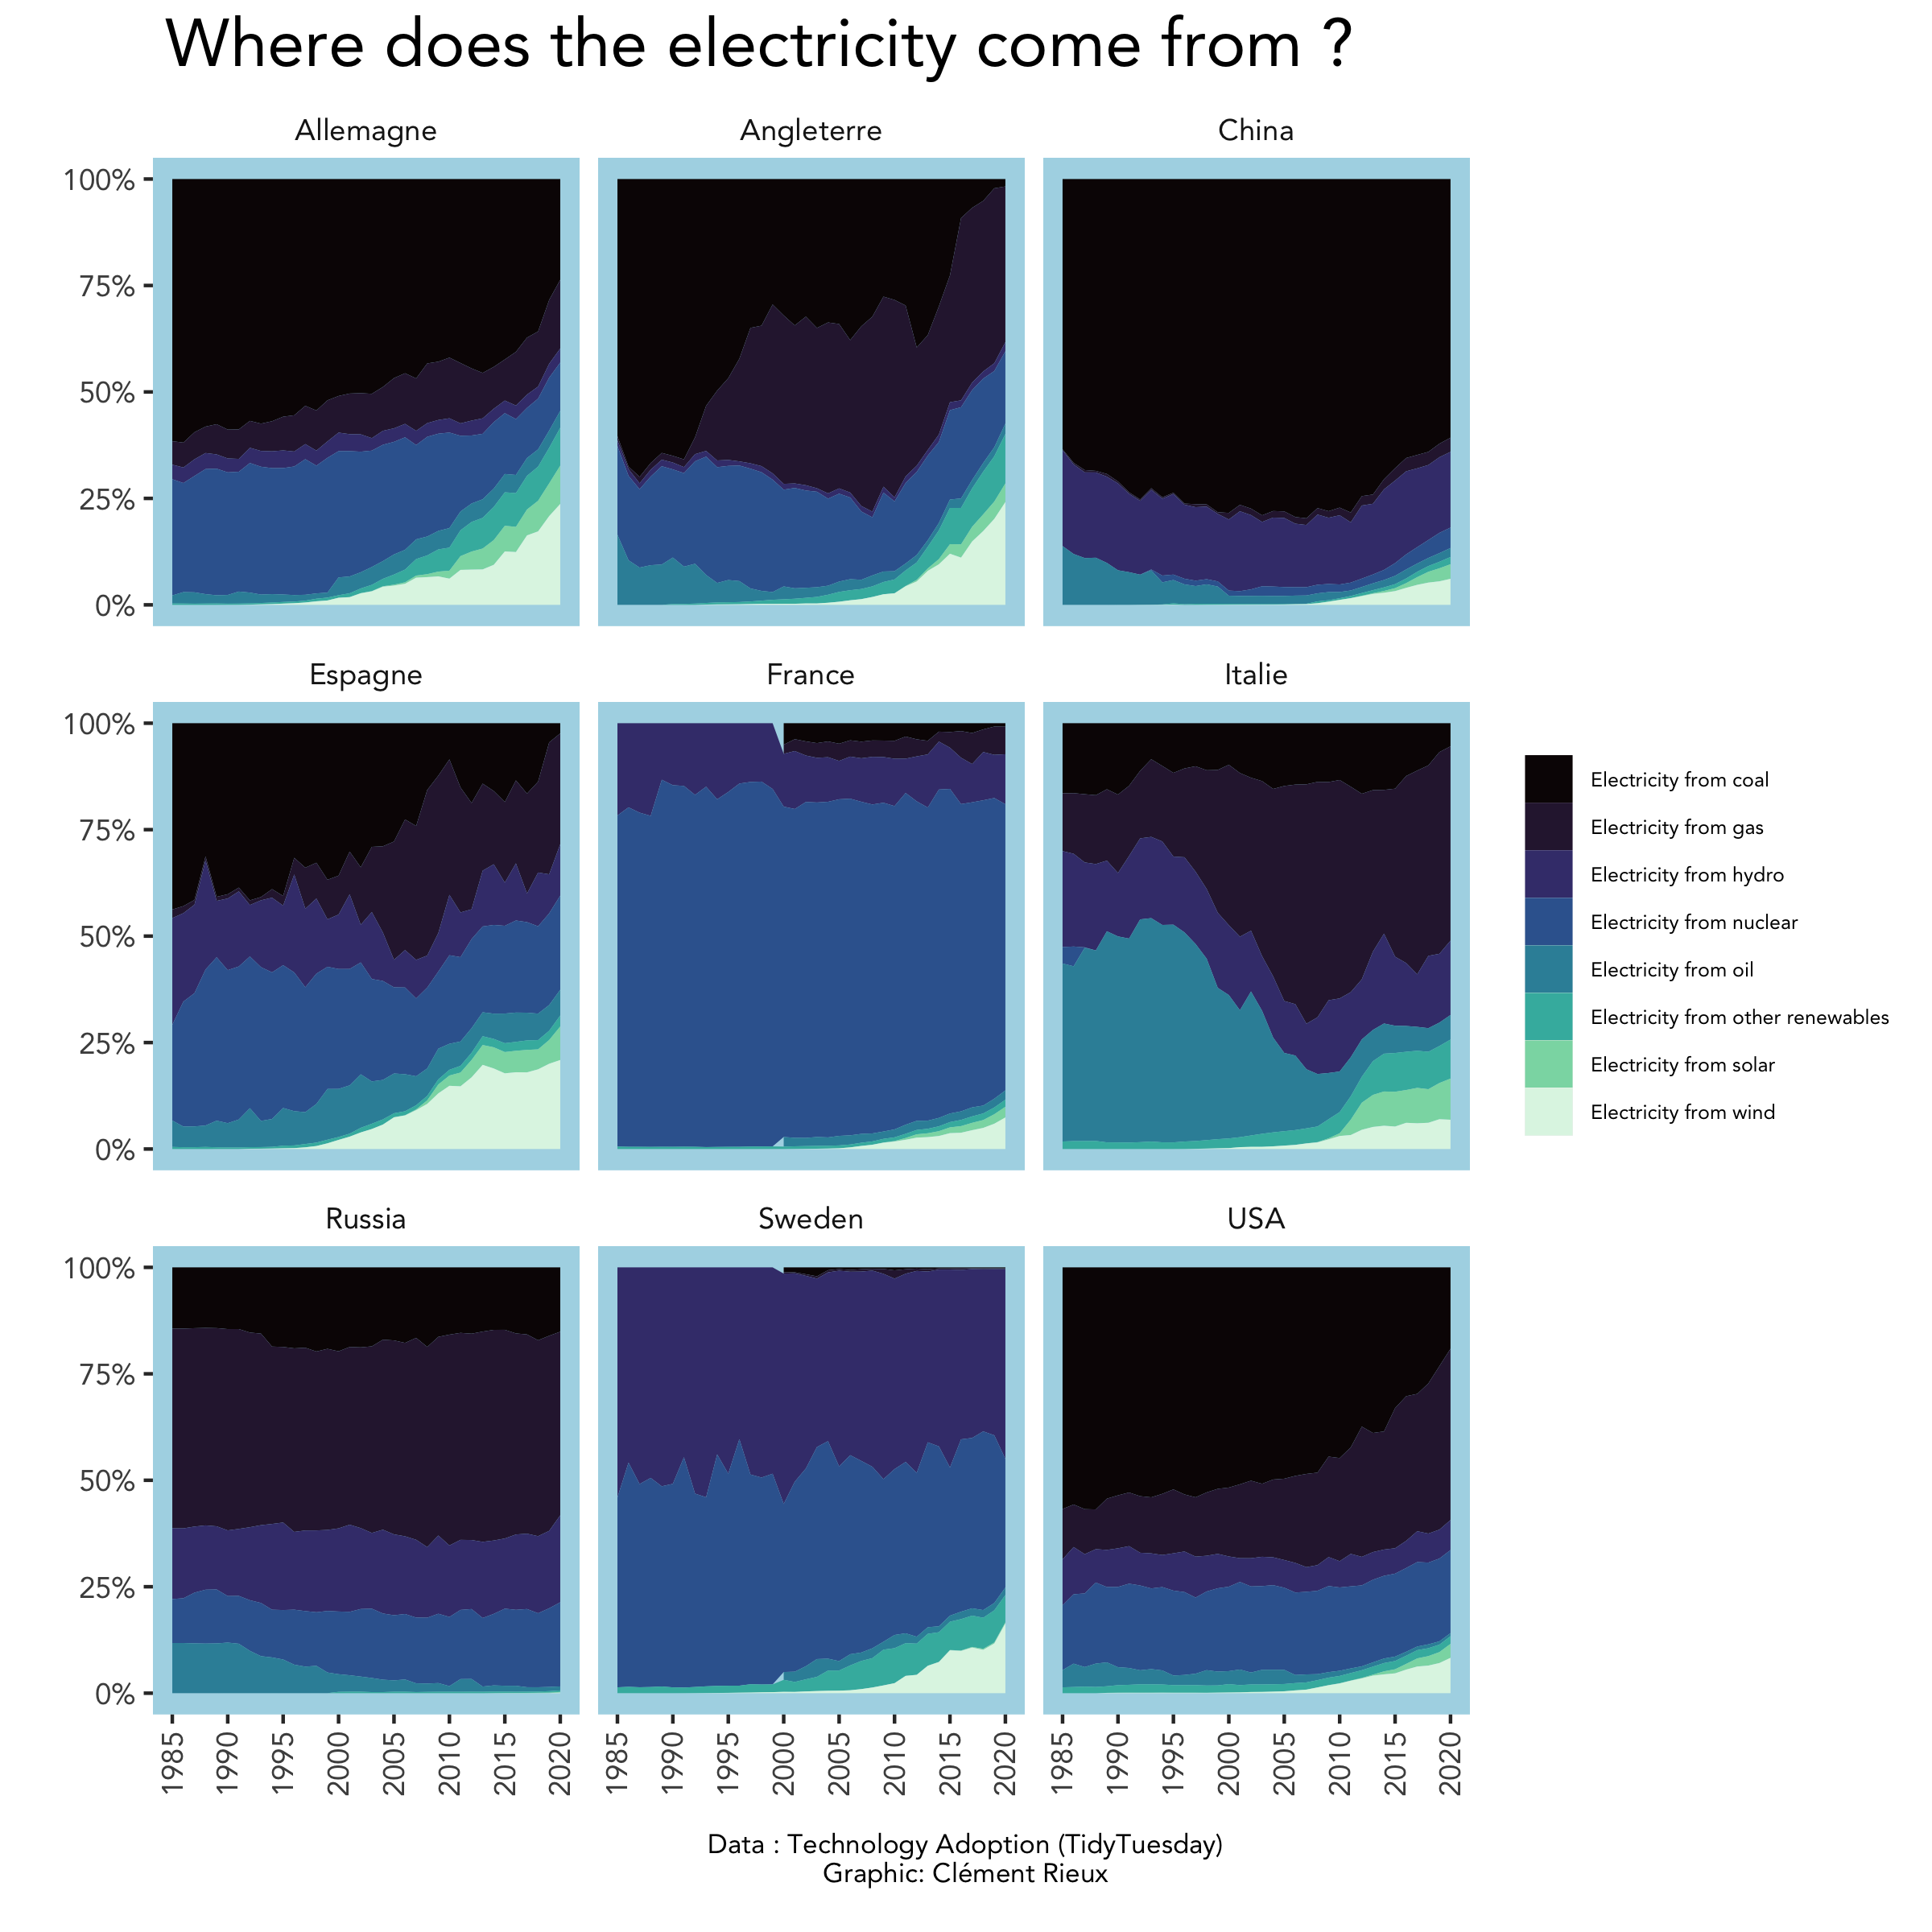 Where does the electricity come from ?
Allemagne
Angleterre
China
100%
75%
50%
25%
0%
Espagne
France
Italie
100%
75%
50%
25%
0%
Electricity from coal
Electricity from gas
Electricity from hydro
Electricity from nuclear
Electricity from oil
Electricity from other renewables
Electricity from solar
Electricity from wind
Russia
Sweden
USA
100%
75%
50%
25%
0%
1985 1990 1995 2000 2005 2010 2015 2020
1985 1990 1995 2000 2005 2010 2015 2020
1985 1990 1995 2000 2005 2010 2015 2020
Data : Technology Adoption (TidyTuesday)
Graphic: Clément Rieux